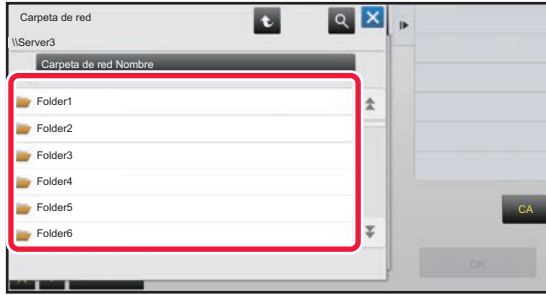 Carpeta de red
\\Server3
Carpeta de red Nombre
Folder1
Folder2
Folder3
Folder4
Folder5
Folder6
CA
OK